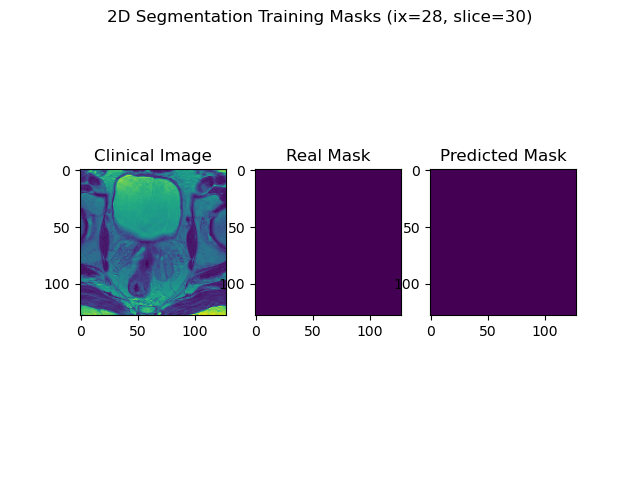 2D Segmentation Training Masks (ix=28, slice=30)
Clinical Image Real Mask Predicted Mask
0 0 0
50 50 50
100 100 100
0 50 100 0 50 100 0 50 100